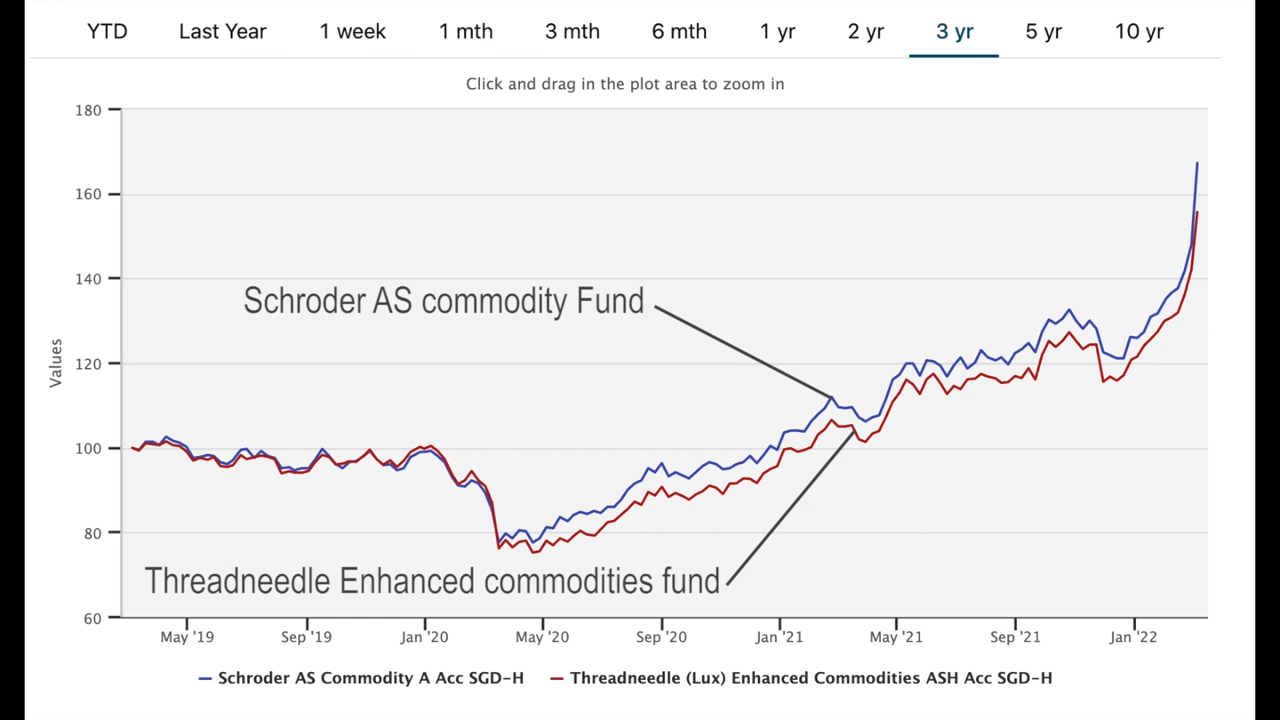 YTD Last Year 1 week 1 mth 3 mth 6 mth 1 yr 2 yr 3 yr 5 yr 10 yr
Click and drag in the plot area to zoom in
180
160
140
120
100
80
60
Values
Schroder AS commodity Fund
Threadneedle Enhanced commodities fund
May '19 Sep '19 Jan '20 May '20 Sep '20 Jan '21 May '21 Sep '21 Jan '22
Schroder AS Commodity A Acc SGD-H Threadneedle (Lux) Enhanced Commodities ASH Acc SGD-H